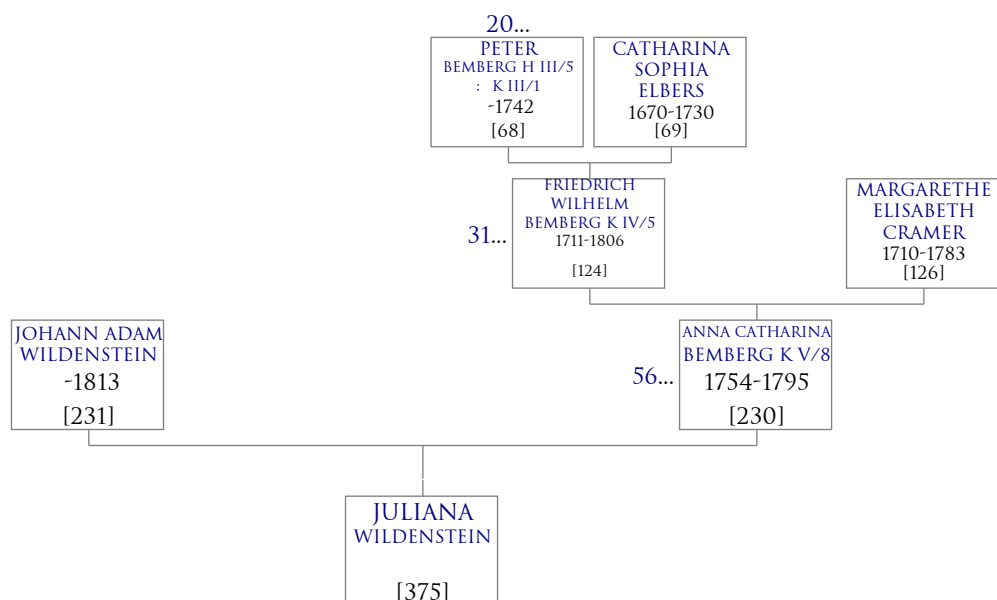 20...
PETER
BEMBERG H III/5
: K III/1
-1742
[68]
CATHARINA
SOPHIA
ELBERS
1670-1730
[69]
31...
FRIEDRICH
WILHELM
BEMBERG K IV/5
1711-1806
[124]
MARGARETHE
ELISABETH
CRAMER
1710-1783
[126]
JOHANN ADAM
WILDENSTEIN
-1813
[231]
56...
ANNA CATHARINA
BEMBERG K V/8
1754-1795
[230]
JULIANA
WILDENSTEIN
[375]